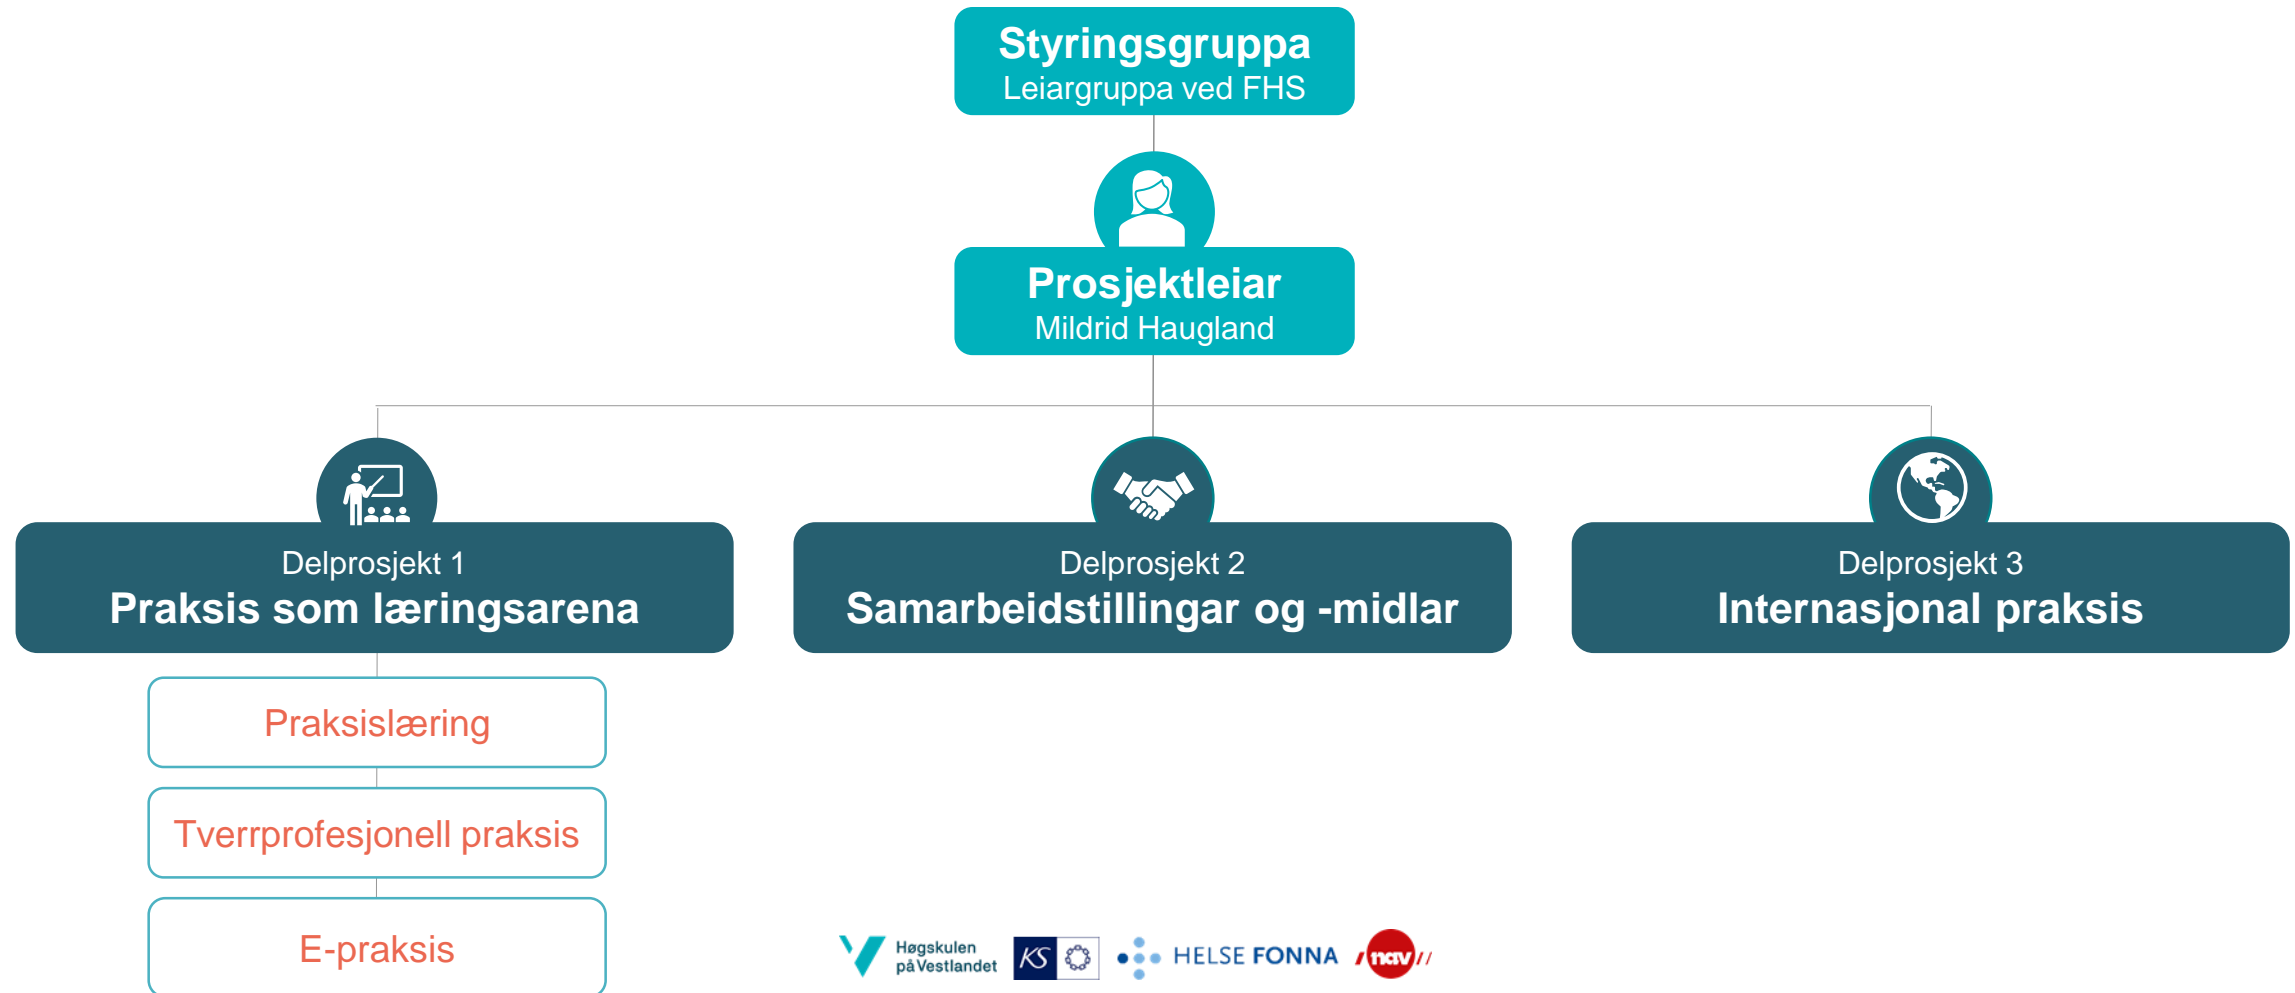 Styringsgruppa
Leiargruppa ved FHS
Prosjektleiar
Mildrid Haugland
Delprosjekt 1
Praksis som læringsarena
Delprosjekt 2
Samarbeidstillingar og -midlar
Delprosjekt 3
Internasjonal praksis
Praksislæring
Tverrprofesjonell praksis
E-praksis
Høgskulen
på Vestlandet
KS
HELSE FONNA
nav